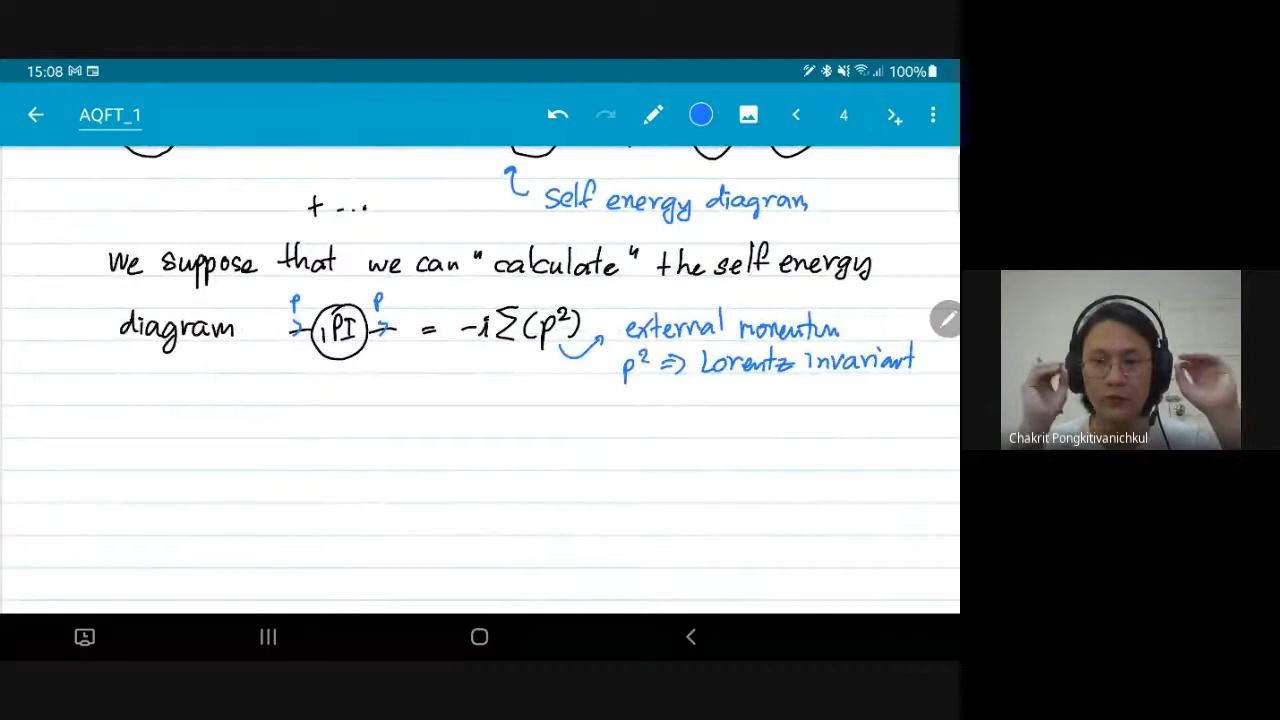 15:08 100%
AQFT_1 4
self energy diagram
+ ...
We suppose that we can "calculate" the self energy
diagram p 1PI p = -i Σ(p²) external momentum
p² ⇒ Lorentz invariant
Chakrit Pongkitivanichkul